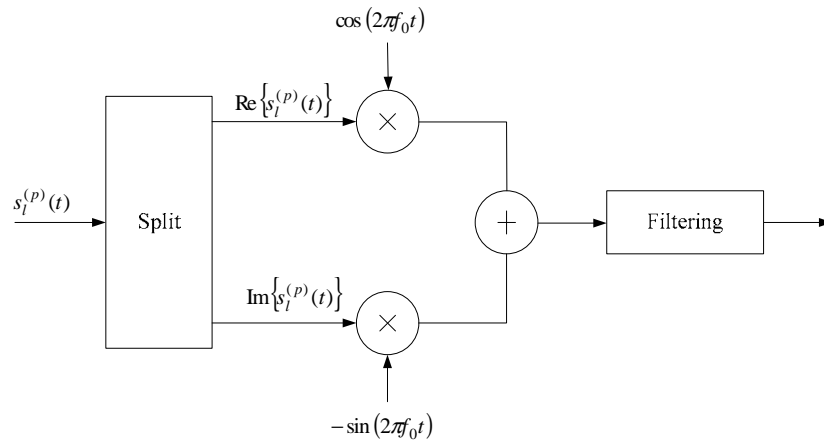 cos(2πf₀t)
Re{s_l^(p)(t)}
×
s_l^(p)(t)
Split
+
Filtering
Im{s_l^(p)(t)}
×
−sin(2πf₀t)